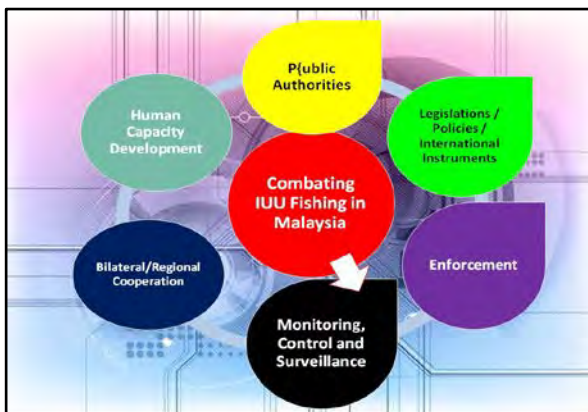 P{ublic
Authorities
Human
Capacity
Development
Legislations /
Policies /
International
Instruments
Combating
IUU Fishing in
Malaysia
Bilateral/Regional
Cooperation
Enforcement
Monitoring,
Control and
Surveillance